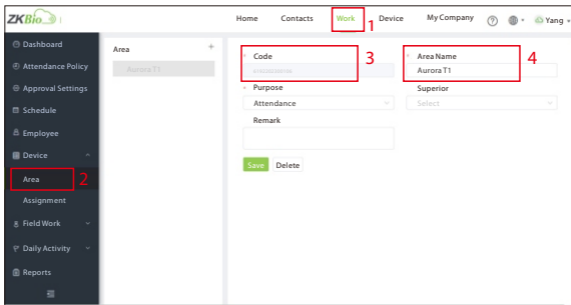 ZKBio
Home Contacts Work Device My Company ? Yang
1
Dashboard
Attendance Policy
Approval Settings
Schedule
Employee
Device
Area
2
Assignment
Field Work
Daily Activity
Reports
Area +
Aurora T1
* Code
3
* Area Name
4
Aurora T1
* Purpose
Attendance
Superior
Select
Remark
Save Delete